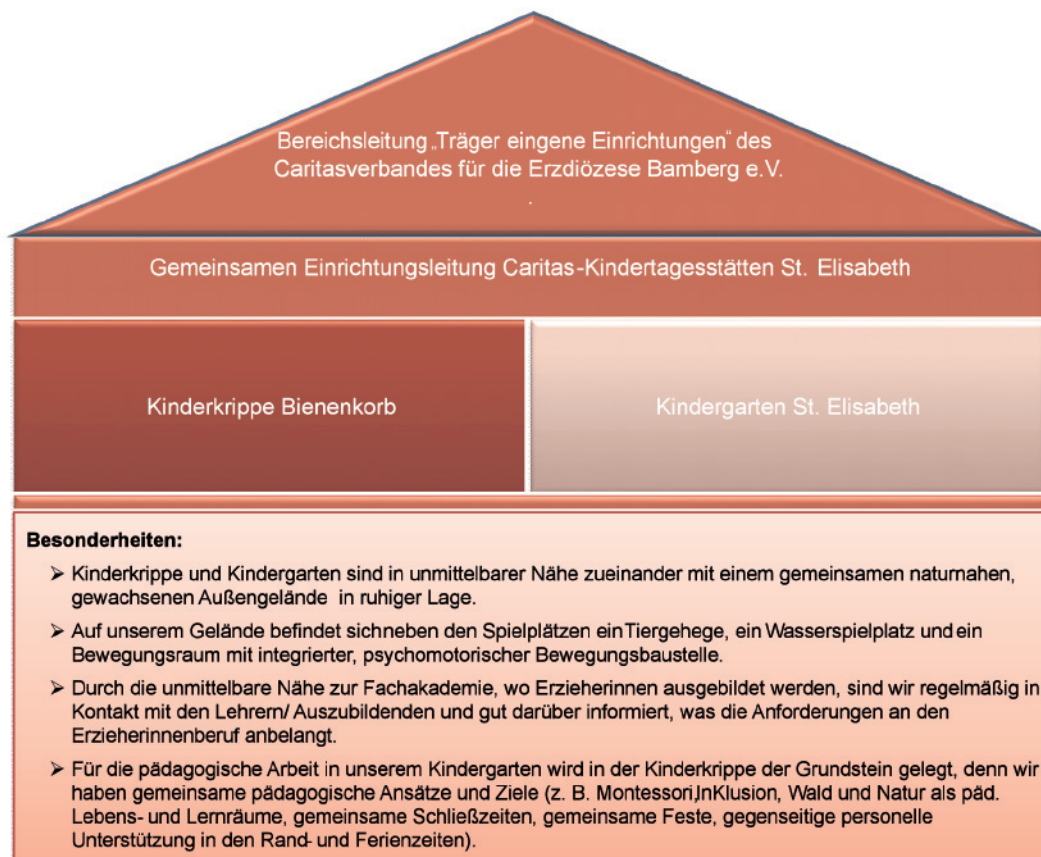 Bereichsleitung „Träger eingene Einrichtungen“ des
Caritasverbandes für die Erzdiözese Bamberg e.V.
.
Gemeinsamen Einrichtungsleitung Caritas-Kindertagesstätten St. Elisabeth
Kinderkrippe Bienenkorb
Kindergarten St. Elisabeth
Besonderheiten:
➢ Kinderkrippe und Kindergarten sind in unmittelbarer Nähe zueinander mit einem gemeinsamen naturnahen,
gewachsenen Außengelände in ruhiger Lage.
➢ Auf unserem Gelände befindet sichneben den Spielplätzen ein Tiergehege, ein Wasserspielplatz und ein
Bewegungsraum mit integrierter, psychomotorischer Bewegungsbaustelle.
➢ Durch die unmittelbare Nähe zur Fachakademie, wo Erzieherinnen ausgebildet werden, sind wir regelmäßig in
Kontakt mit den Lehrern/ Auszubildenden und gut darüber informiert, was die Anforderungen an den
Erzieherinnenberuf anbelangt.
➢ Für die pädagogische Arbeit in unserem Kindergarten wird in der Kinderkrippe der Grundstein gelegt, denn wir
haben gemeinsame pädagogische Ansätze und Ziele (z. B. Montessori,InKlusion, Wald und Natur als päd.
Lebens- und Lernräume, gemeinsame Schließzeiten, gemeinsame Feste, gegenseitige personelle
Unterstützung in den Rand- und Ferienzeiten).